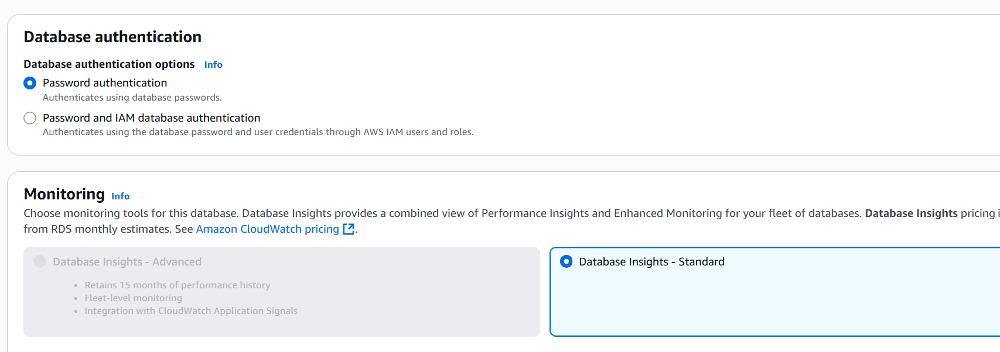 Database authentication
Database authentication options Info
Password authentication
Authenticates using database passwords.
Password and IAM database authentication
Authenticates using the database password and user credentials through AWS IAM users and roles.
Monitoring Info
Choose monitoring tools for this database. Database Insights provides a combined view of Performance Insights and Enhanced Monitoring for your fleet of databases. Database Insights pricing
from RDS monthly estimates. See Amazon CloudWatch pricing.
Database Insights - Advanced
• Retains 15 months of performance history
• Fleet-level monitoring
• Integration with CloudWatch Application Signals
Database Insights - Standard